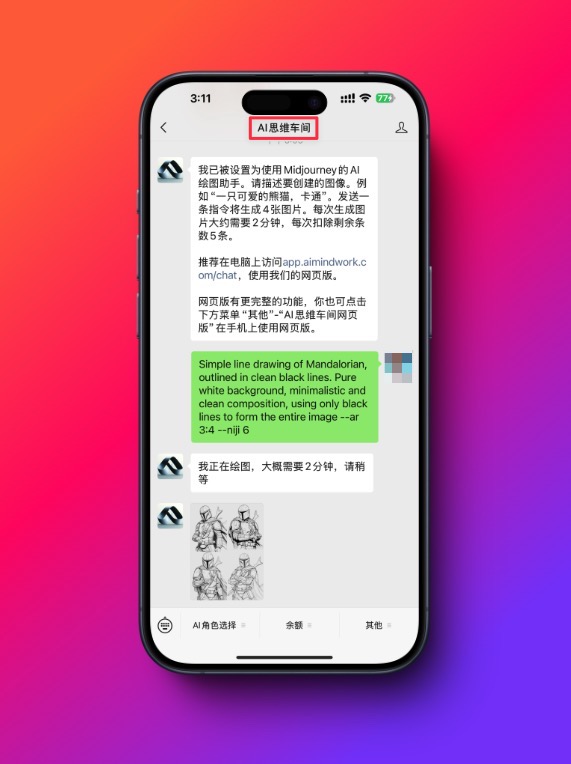 3:11
77
AI思维车间
我已被设置为使用Midjourney的AI
绘图助手。请描述要创建的图像。例
如“一只可爱的熊猫，卡通”。发送一
条指令将生成4张图片。每次生成图
片大约需要2分钟，每次扣除剩余条
数5条。
推荐在电脑上访问app.aimindwork.c
om/chat，使用我们的网页版。
网页版有更完整的功能，你也可点击
下方菜单“其他”-“AI思维车间网页
版”在手机上使用网页版。
Simple line drawing of Mandalorian,
outlined in clean black lines. Pure
white background, minimalistic and
clean composition, using only black
lines to form the entire image --ar
3:4 --niji 6
我正在绘图，大概需要2分钟，请稍
等
AI角色选择
余额
其他